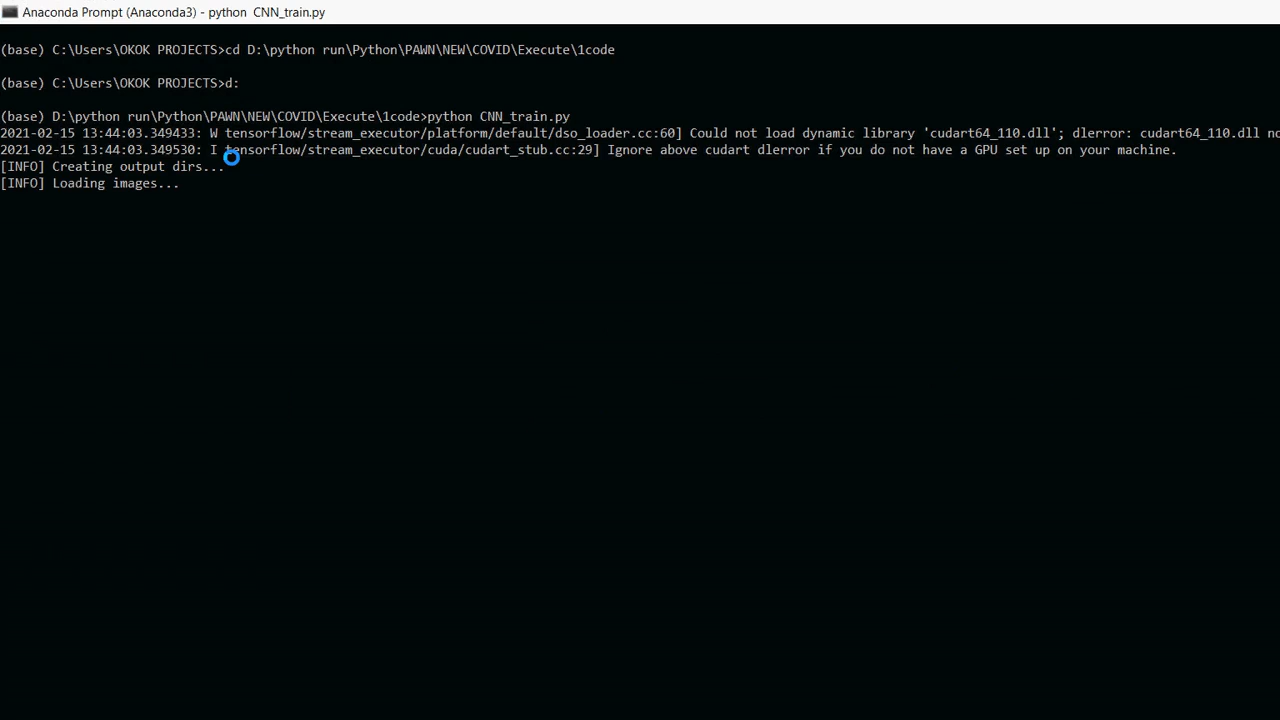 Anaconda Prompt (Anaconda3) - python  CNN_train.py
(base) C:\Users\OKOK PROJECTS>cd D:\python run\Python\PAWN\NEW\COVID\Execute\1code
(base) C:\Users\OKOK PROJECTS>d:
(base) D:\python run\Python\PAWN\NEW\COVID\Execute\1code>python CNN_train.py
2021-02-15 13:44:03.349433: W tensorflow/stream_executor/platform/default/dso_loader.cc:60] Could not load dynamic library 'cudart64_110.dll'; dlerror: cudart64_110.dll no
2021-02-15 13:44:03.349530: I tensorflow/stream_executor/cuda/cudart_stub.cc:29] Ignore above cudart dlerror if you do not have a GPU set up on your machine.
[INFO] Creating output dirs...
[INFO] Loading images...